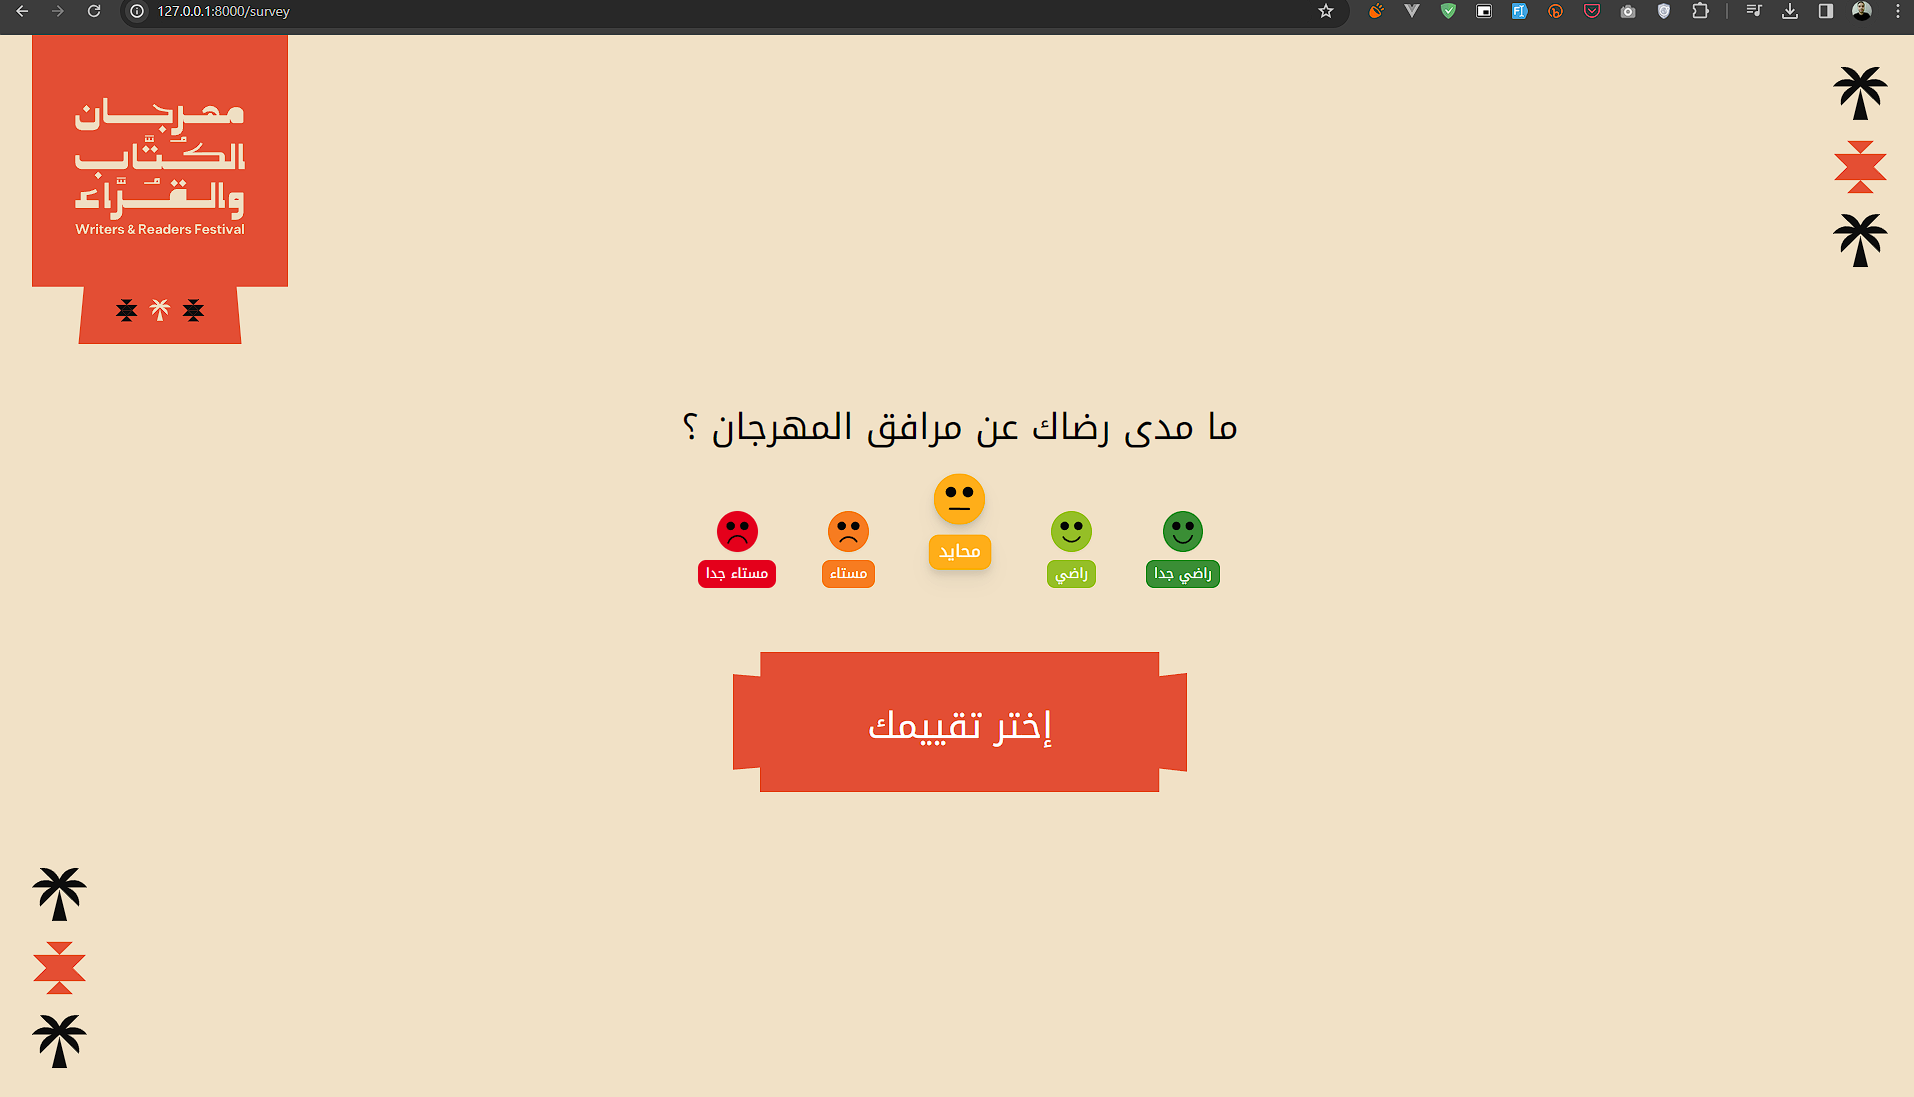 127.0.0.1:8000/survey
مهرجان
الكُتَّاب
والقُرَّاء
Writers & Readers Festival
ما مدى رضاك عن مرافق المهرجان ؟
راضي جدا
راضي
محايد
مستاء
مستاء جدا
إختر تقييمك